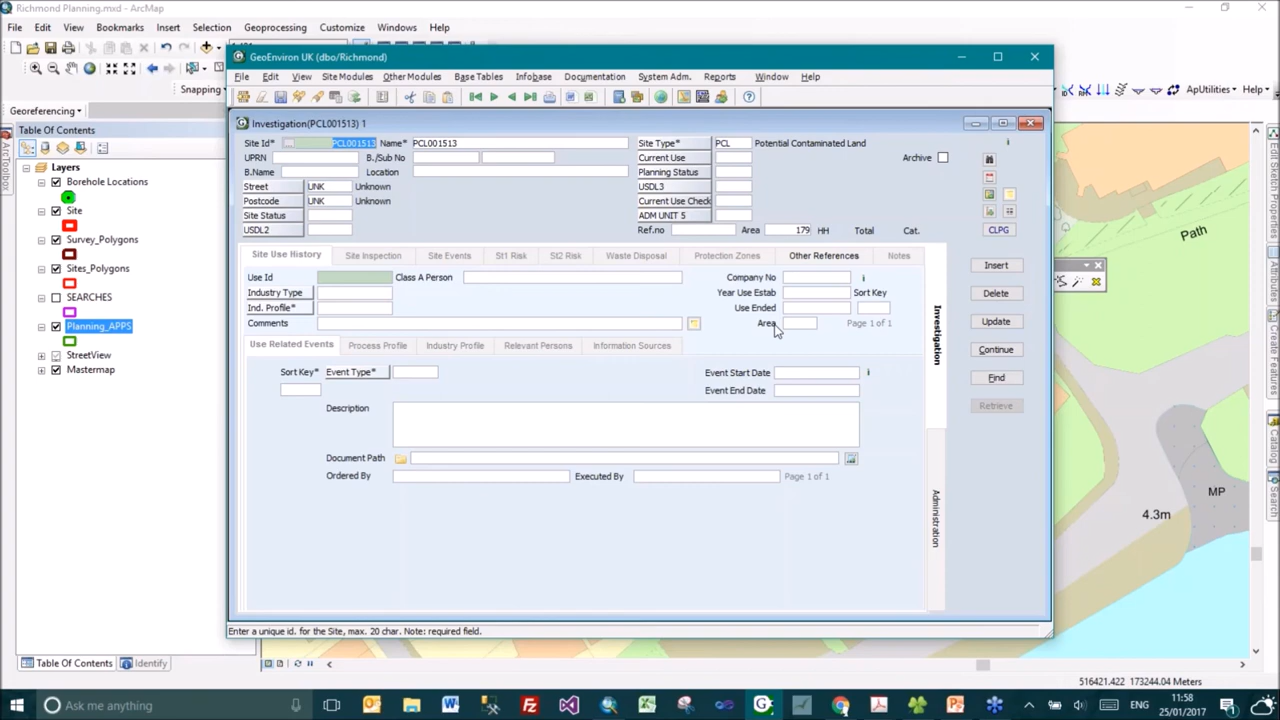 Richmond Planning.mxd - ArcMap
File Edit View Bookmarks Insert Selection Geoprocessing Customize Windows Help
Snapping
Georeferencing
ApUtilities Help
Table Of Contents
Layers
Borehole Locations
Site
Survey_Polygons
Sites_Polygons
SEARCHES
Planning_APPS
StreetView
Mastermap
ArcToolbox
GeoEnviron UK (dbo/Richmond)
File Edit View Site Modules Other Modules Base Tables Infobase Documentation System Adm. Reports Window Help
Investigation(PCL001513) 1
Site Id* ... PCL001513 Name* PCL001513 Site Type* PCL Potential Contaminated Land
UPRN B./Sub No Current Use Archive
B.Name Location Planning Status
Street UNK Unknown USDL3
Postcode UNK Unknown Current Use Check
Site Status ADM UNIT 5
USDL2 Ref.no Area 179 HH Total Cat. CLPG
Site Use History Site Inspection Site Events St1 Risk St2 Risk Waste Disposal Protection Zones Other References Notes
Use Id Class A Person Company No
Industry Type Year Use Estab Sort Key
Ind. Profile* Use Ended
Comments Area Page 1 of 1
Use Related Events Process Profile Industry Profile Relevant Persons Information Sources
Sort Key* Event Type* Event Start Date
Event End Date
Description
Document Path
Ordered By Executed By Page 1 of 1
Investigation
Administration
Insert
Delete
Update
Continue
Find
Retrieve
Enter a unique id. for the Site, max. 20 char. Note: required field.
Path
MP
4.3m
Edit Sketch Properties
Create Features
Catalog
Search
Table Of Contents Identify
516421.422 173244.04 Meters
Ask me anything
ENG
11:58
25/01/2017